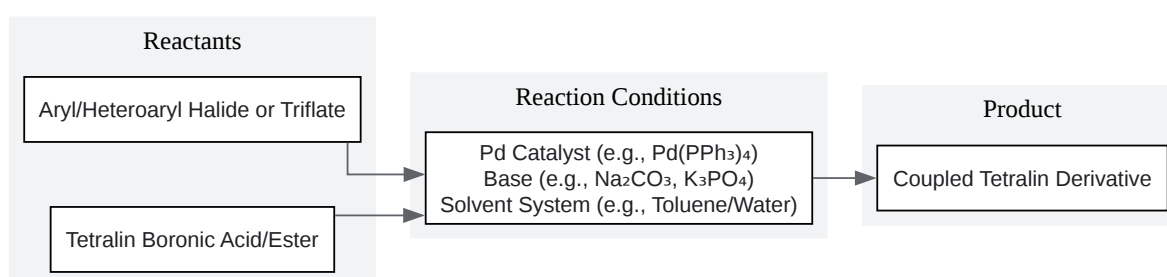 Reactants
Aryl/Heteroaryl Halide or Triflate
Tetralin Boronic Acid/Ester
Reaction Conditions
Pd Catalyst (e.g., Pd(PPh₃)₄)
Base (e.g., Na₂CO₃, K₃PO₄)
Solvent System (e.g., Toluene/Water)
Product
Coupled Tetralin Derivative